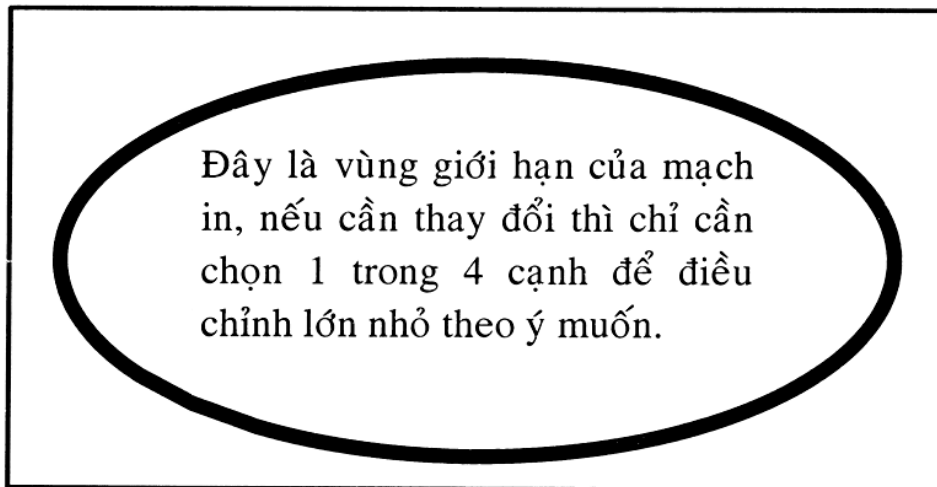 Đây là vùng giới hạn của mạch
in, nếu cần thay đổi thì chỉ cần
chọn 1 trong 4 cạnh để điều
chỉnh lớn nhỏ theo ý muốn.